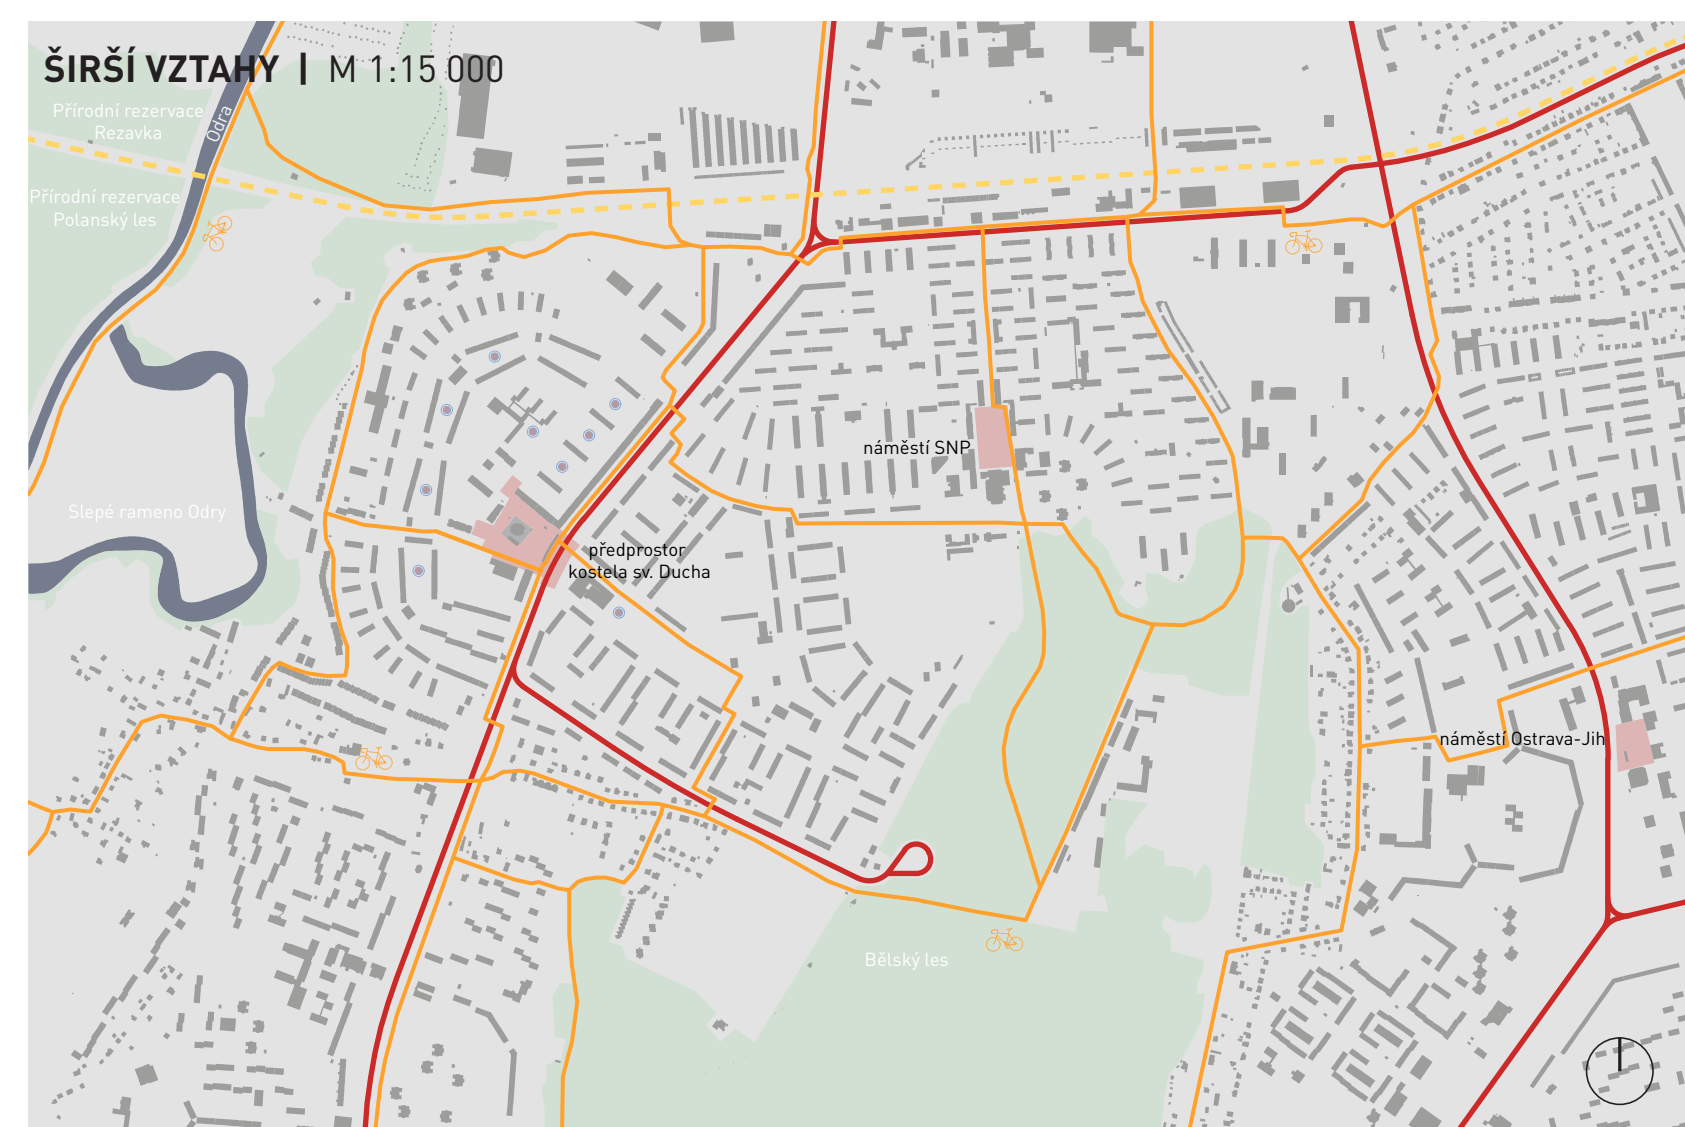 ŠIRŠÍ VZTAHY | M 1:15 000
Přírodní rezervace
Rezavka
Odra
Přírodní rezervace
Polanský les
náměstí SNP
Slepé rameno Odry
předprostor
kostela sv. Ducha
náměstí Ostrava-Jih
Bělský les